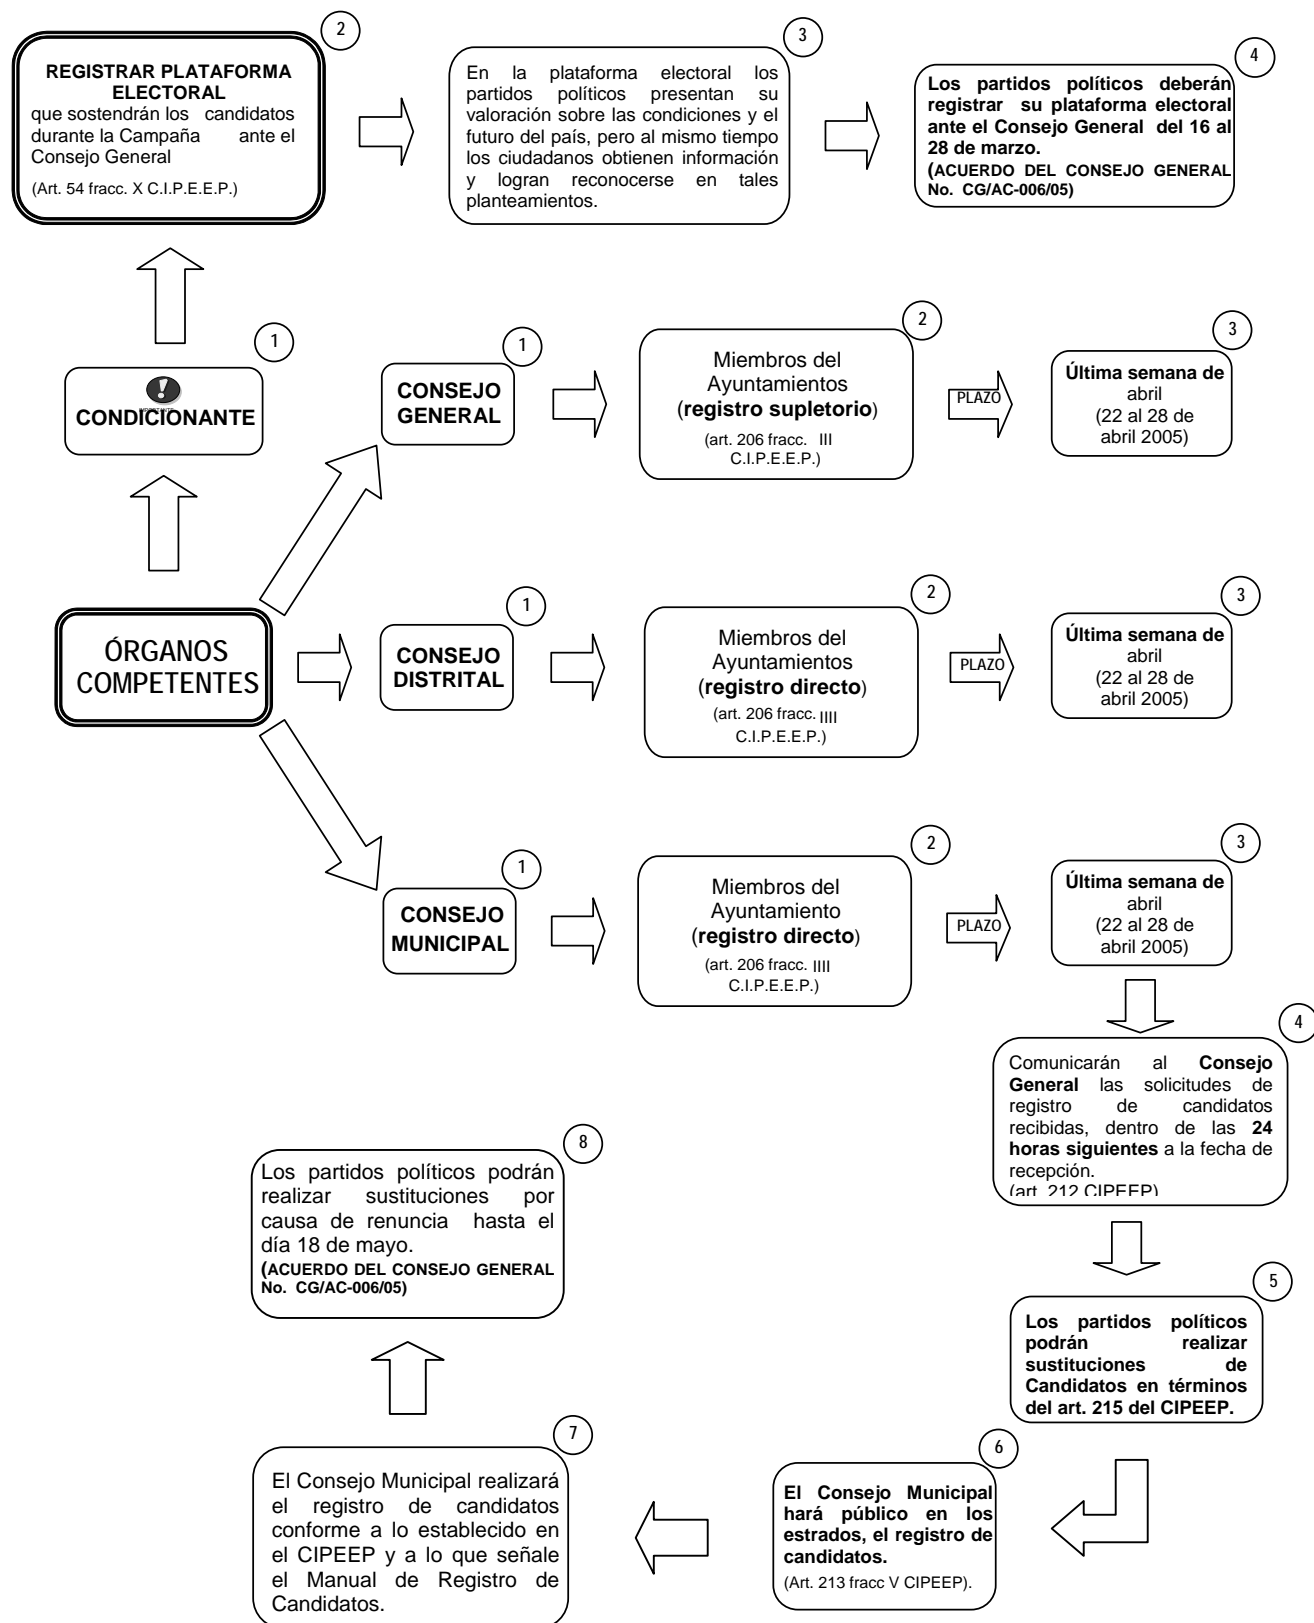 2
REGISTRAR PLATAFORMA
ELECTORAL
que sostendrán los candidatos
durante la Campaña ante el
Consejo General
(Art. 54 fracc. X C.I.P.E.E.P.)
3
En la plataforma electoral los
partidos políticos presentan su
valoración sobre las condiciones y el
futuro del país, pero al mismo tiempo
los ciudadanos obtienen información
y logran reconocerse en tales
planteamientos.
4
Los partidos políticos deberán
registrar su plataforma electoral
ante el Consejo General del 16 al
28 de marzo.
(ACUERDO DEL CONSEJO GENERAL
No. CG/AC-006/05)
1
CONDICIONANTE
1
CONSEJO
GENERAL
2
Miembros del
Ayuntamientos
(registro supletorio)
(art. 206 fracc. III
C.I.P.E.E.P.)
PLAZO
3
Última semana de
abril
(22 al 28 de
abril 2005)
ÓRGANOS
COMPETENTES
1
CONSEJO
DISTRITAL
2
Miembros del
Ayuntamientos
(registro directo)
(art. 206 fracc. IIII
C.I.P.E.E.P.)
PLAZO
3
Última semana de
abril
(22 al 28 de
abril 2005)
1
CONSEJO
MUNICIPAL
2
Miembros del
Ayuntamiento
(registro directo)
(art. 206 fracc. IIII
C.I.P.E.E.P.)
PLAZO
3
Última semana de
abril
(22 al 28 de
abril 2005)
4
Comunicarán al Consejo
General las solicitudes de
registro de candidatos
recibidas, dentro de las 24
horas siguientes a la fecha de
recepción.
(art. 212 CIPEEP)
5
Los partidos políticos
podrán realizar
sustituciones de
Candidatos en términos
del art. 215 del CIPEEP.
6
El Consejo Municipal
hará público en los
estrados, el registro de
candidatos.
(Art. 213 fracc V CIPEEP).
7
El Consejo Municipal realizará
el registro de candidatos
conforme a lo establecido en
el CIPEEP y a lo que señale
el Manual de Registro de
Candidatos.
8
Los partidos políticos podrán
realizar sustituciones por
causa de renuncia hasta el
día 18 de mayo.
(ACUERDO DEL CONSEJO GENERAL
No. CG/AC-006/05)